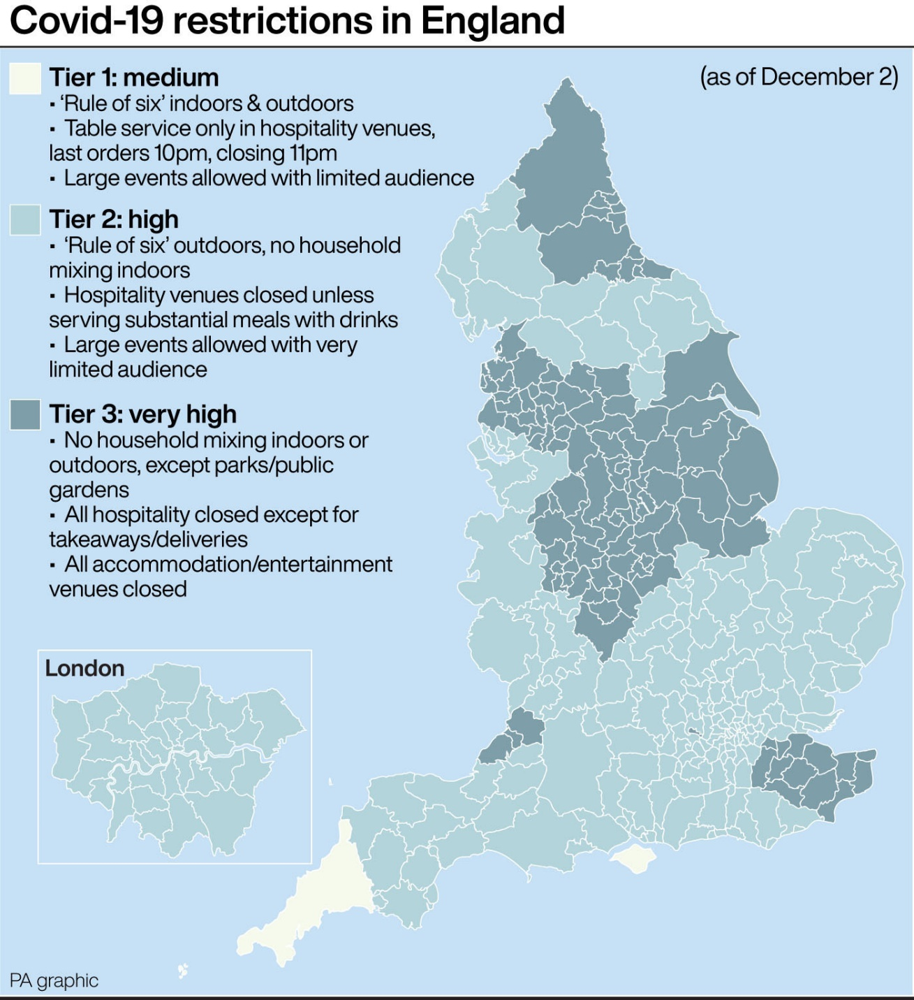 Covid-19 restrictions in England
(as of December 2)
Tier 1: medium
· ‘Rule of six’ indoors & outdoors
· Table service only in hospitality venues,
last orders 10pm, closing 11pm
· Large events allowed with limited audience
Tier 2: high
· ‘Rule of six’ outdoors, no household
mixing indoors
· Hospitality venues closed unless
serving substantial meals with drinks
· Large events allowed with very
limited audience
Tier 3: very high
· No household mixing indoors or
outdoors, except parks/public
gardens
· All hospitality closed except for
takeaways/deliveries
· All accommodation/entertainment
venues closed
London
PA graphic